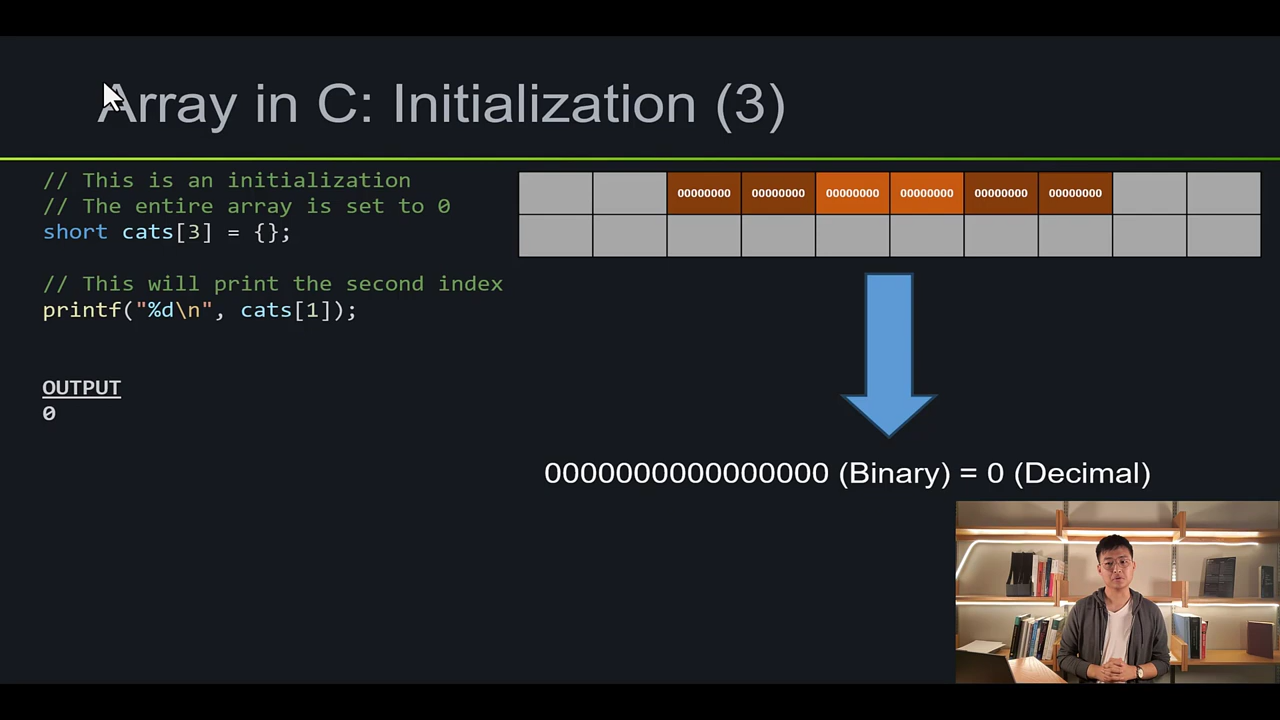 Array in C: Initialization (3)
// This is an initialization
// The entire array is set to 0
short cats[3] = {};
// This will print the second index
printf("%d\n", cats[1]);
OUTPUT
0
00000000 00000000 00000000 00000000 00000000 00000000
0000000000000000 (Binary) = 0 (Decimal)